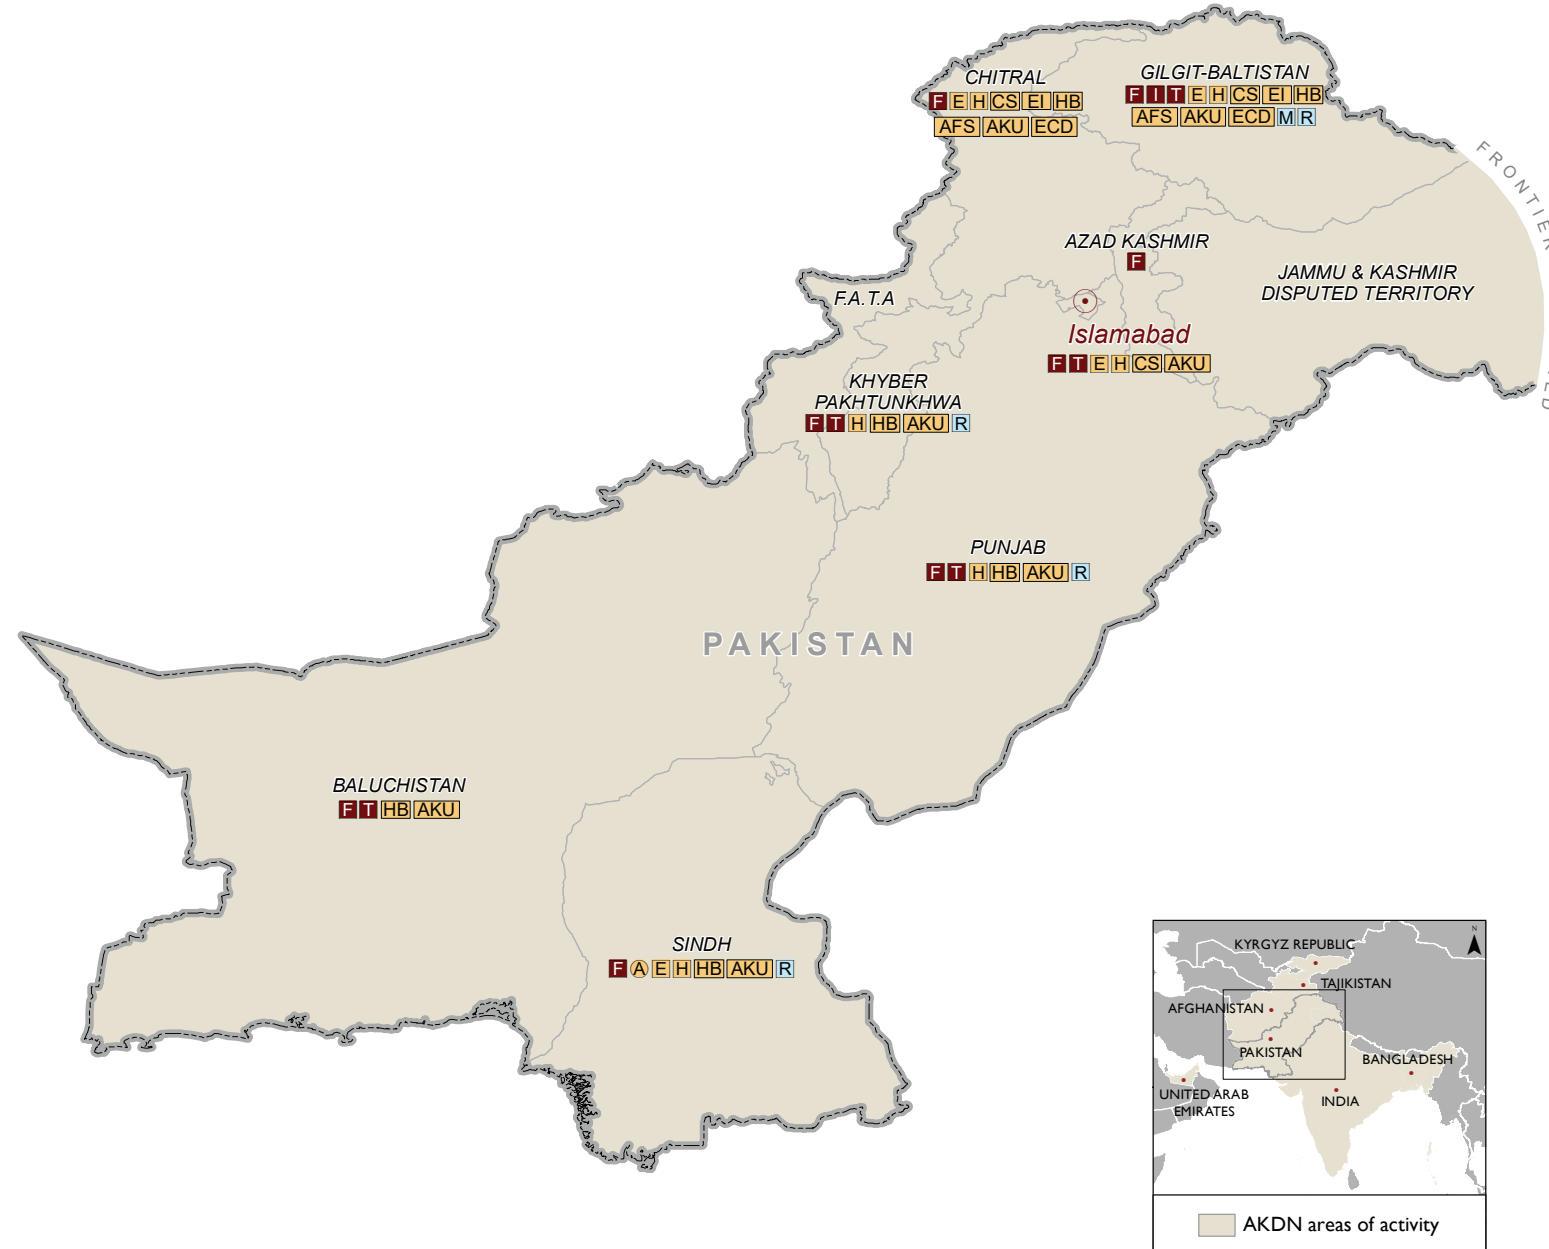 CHITRAL
F E H CS EI HB
AFS AKU ECD
GILGIT-BALTISTAN
F I T E H CS EI HB
AFS AKU ECD M R
FRONTIER
AZAD KASHMIR
F
JAMMU & KASHMIR
DISPUTED TERRITORY
F.A.T.A
Islamabad
F T E H CS AKU
KHYBER
PAKHTUNKHWA
F T H HB AKU R
PUNJAB
F T H HB AKU R
PAKISTAN
BALUCHISTAN
F T HB AKU
SINDH
F A E H HB AKU R
N
KYRGYZ REPUBLIC
TAJIKISTAN
AFGHANISTAN
PAKISTAN
BANGLADESH
UNITED ARAB
EMIRATES
INDIA
AKDN areas of activity